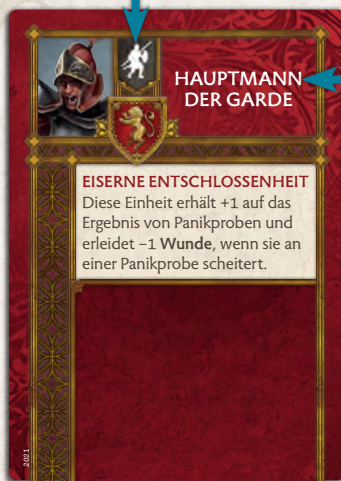 HAUPTMANN
DER GARDE
EISERNE ENTSCHLOSSENHEIT
Diese Einheit erhält +1 auf das
Ergebnis von Panikproben und
erleidet −1 Wunde, wenn sie an
einer Panikprobe scheitert.
2021